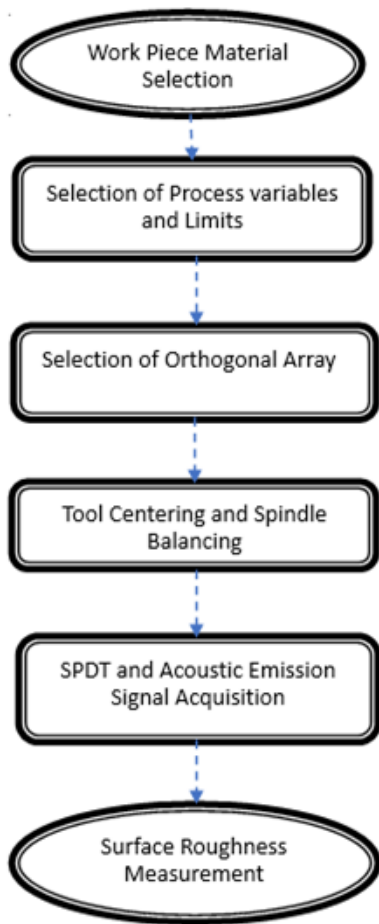 Work Piece Material
Selection
Selection of Process variables
and Limits
Selection of Orthogonal Array
Tool Centering and Spindle
Balancing
SPDT and Acoustic Emission
Signal Acquisition
Surface Roughness
Measurement